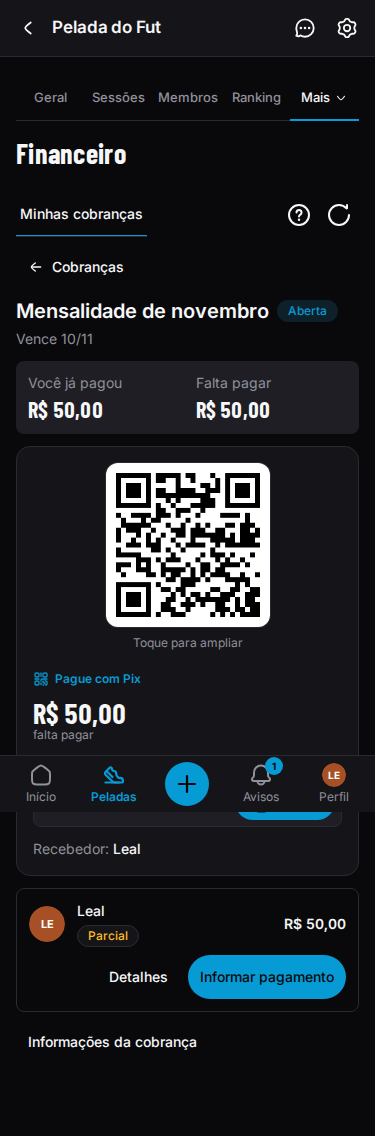 Pelada do Fut
Geral Sessões Membros Ranking Mais
Financeiro
Minhas cobranças
Cobranças
Mensalidade de novembro Aberta
Vence 10/11
Você já pagou Falta pagar
R$ 50,00 R$ 50,00
Toque para ampliar
Pague com Pix
R$ 50,00
falta pagar
1
LE
Início Peladas Avisos Perfil
Recebedor: Leal
LE Leal R$ 50,00
Parcial
Detalhes Informar pagamento
Informações da cobrança